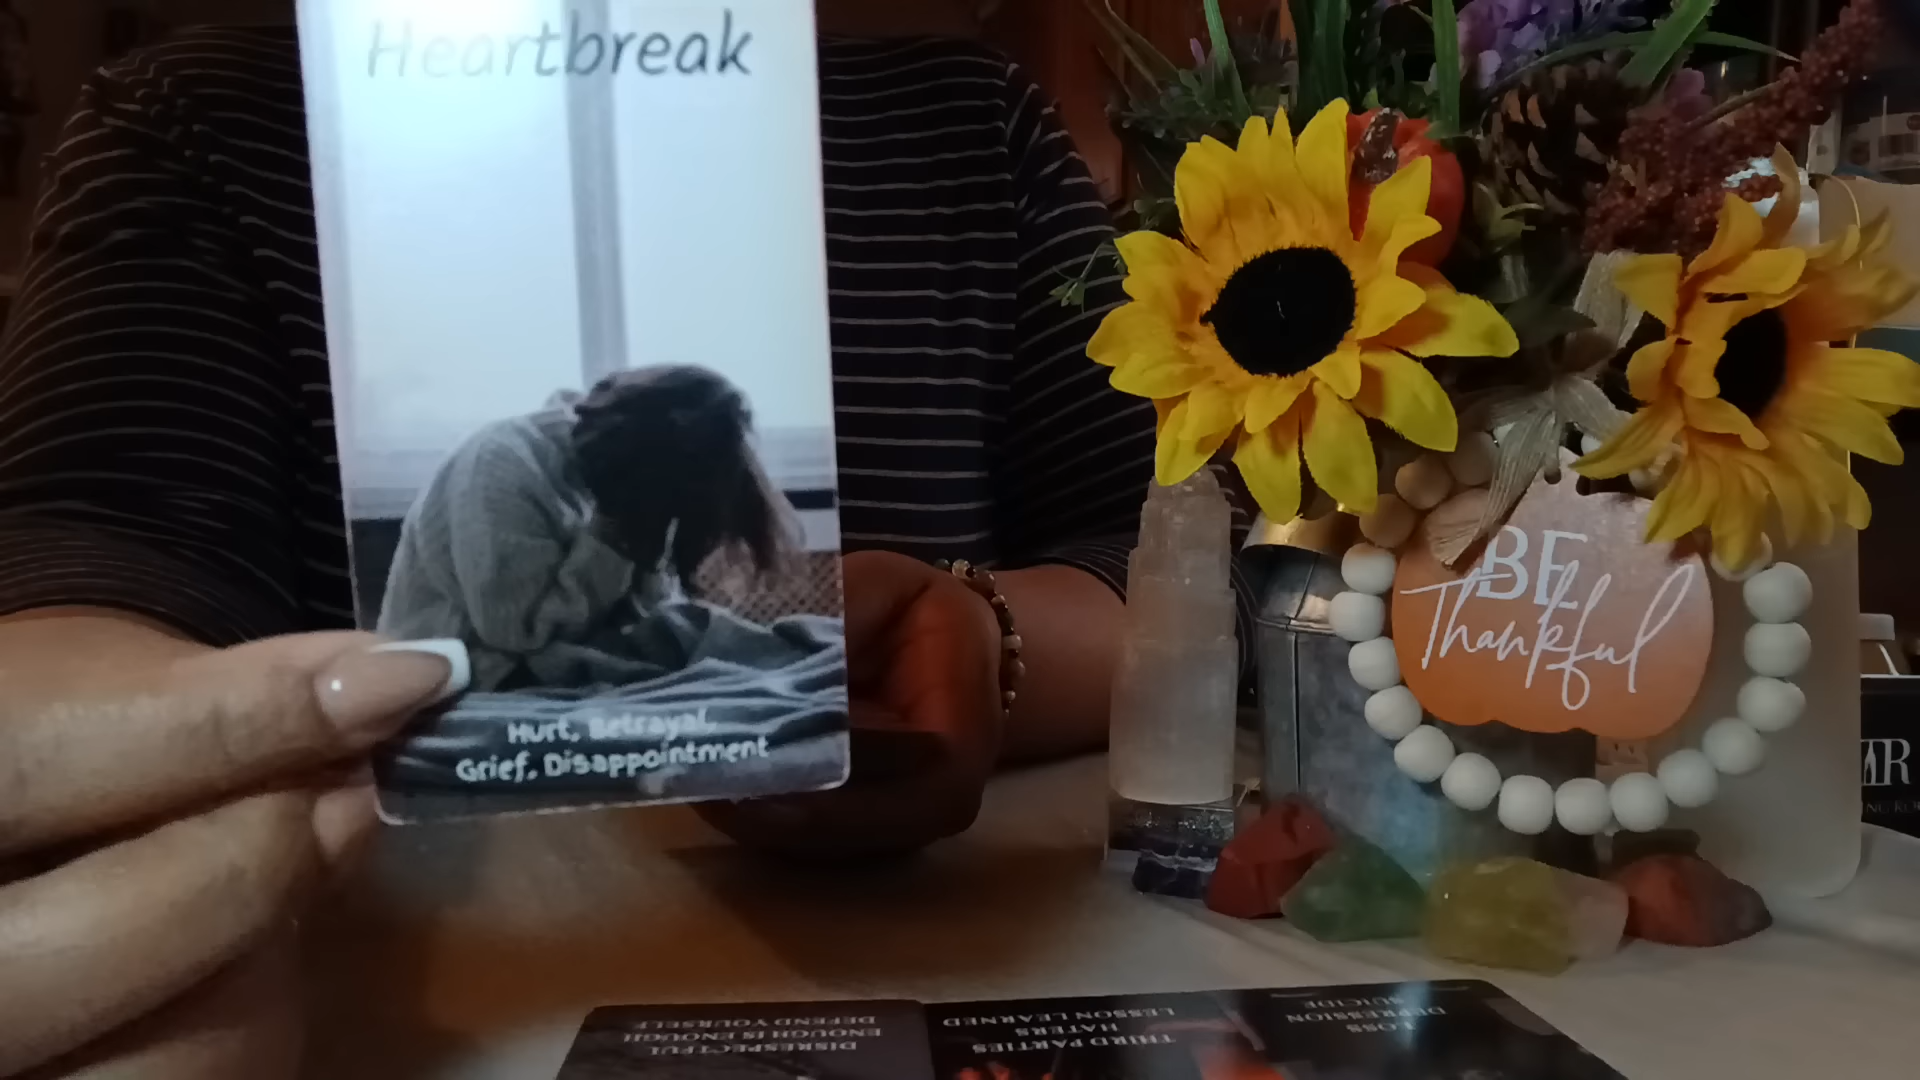 Heartbreak
Hurt, Betrayal,
Grief, Disappointment
BE
Thankful
DISRESPECTFUL
ENOUGH IS ENOUGH
DEFEND YOURSELF
THIRD PARTIES
HATERS
LESSON LEARNED
LOSS
DEPRESSION
SUICIDE